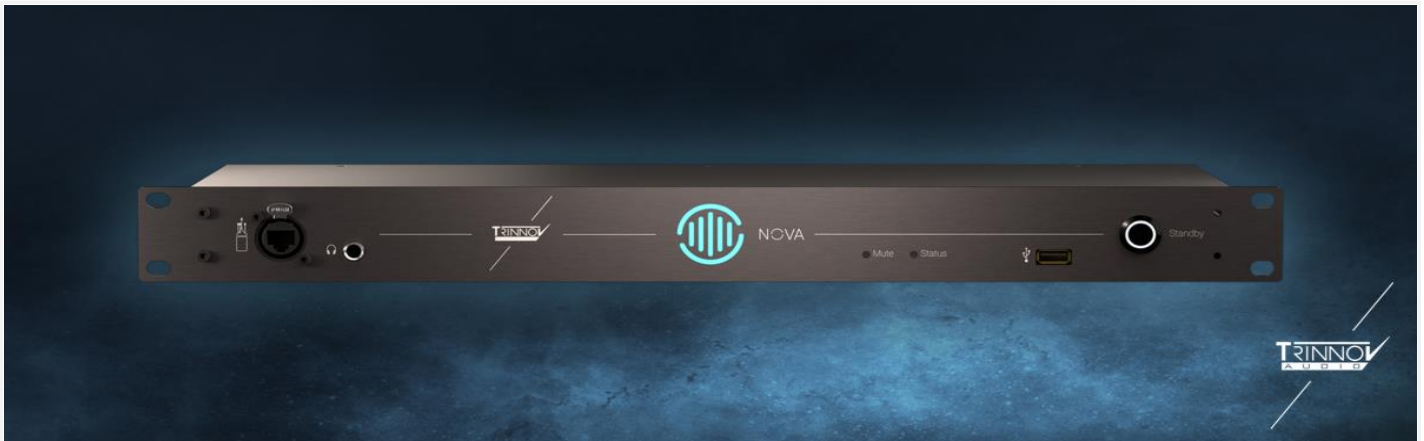 TRINNOV
NOVA
Mute
Status
Standby
TRINNOV
AUDIO